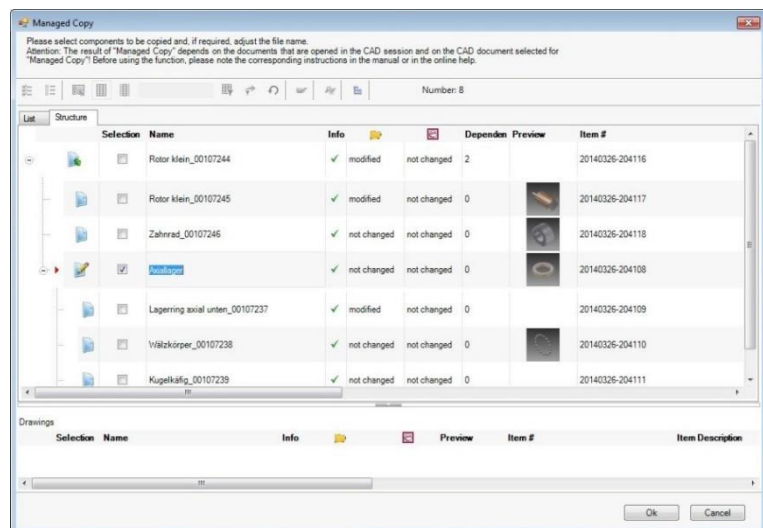 Managed Copy
Please select components to be copied and, if required, adjust the file name.
Attention: The result of "Managed Copy" depends on the documents that are opened in the CAD session and on the CAD document selected for
"Managed Copy"! Before using the function, please note the corresponding instructions in the manual or in the online help.
Number: 8
List Structure
Selection Name Info Dependen Preview Item #
Rotor klein_00107244 modified not changed 2 20140326-204116
Rotor klein_00107245 modified not changed 0 20140326-204117
Zahnrad_00107246 not changed not changed 0 20140326-204118
Axiallager not changed not changed 0 20140326-204108
Lagerring axial unten_00107237 modified not changed 0 20140326-204109
Wälzkörper_00107238 not changed not changed 0 20140326-204110
Kugelkäfig_00107239 not changed not changed 0 20140326-204111
Drawings
Selection Name Info Preview Item # Item Description
Ok Cancel